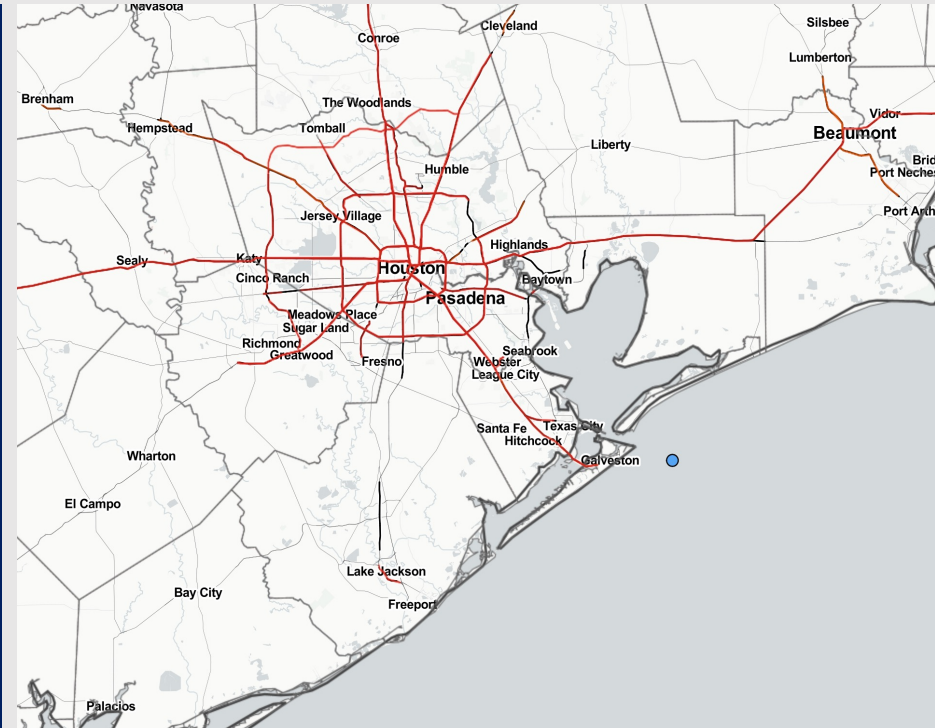 Navasota
Cleveland
Silsbee
Conroe
Lumberton
Brenham
The Woodlands
Vidor
Hempstead
Tomball
Beaumont
Liberty
Brid
Humble
Port Neches
Port Arth
Jersey Village
Highlands
Sealy
Katy
Houston
Cinco Ranch
Baytown
Pasadena
Meadows Place
Sugar Land
Richmond
Greatwood
Seabrook
Fresno
Webster
League City
Santa Fe
Texas City
Hitchcock
Wharton
Galveston
El Campo
Lake Jackson
Bay City
Freeport
Palacios